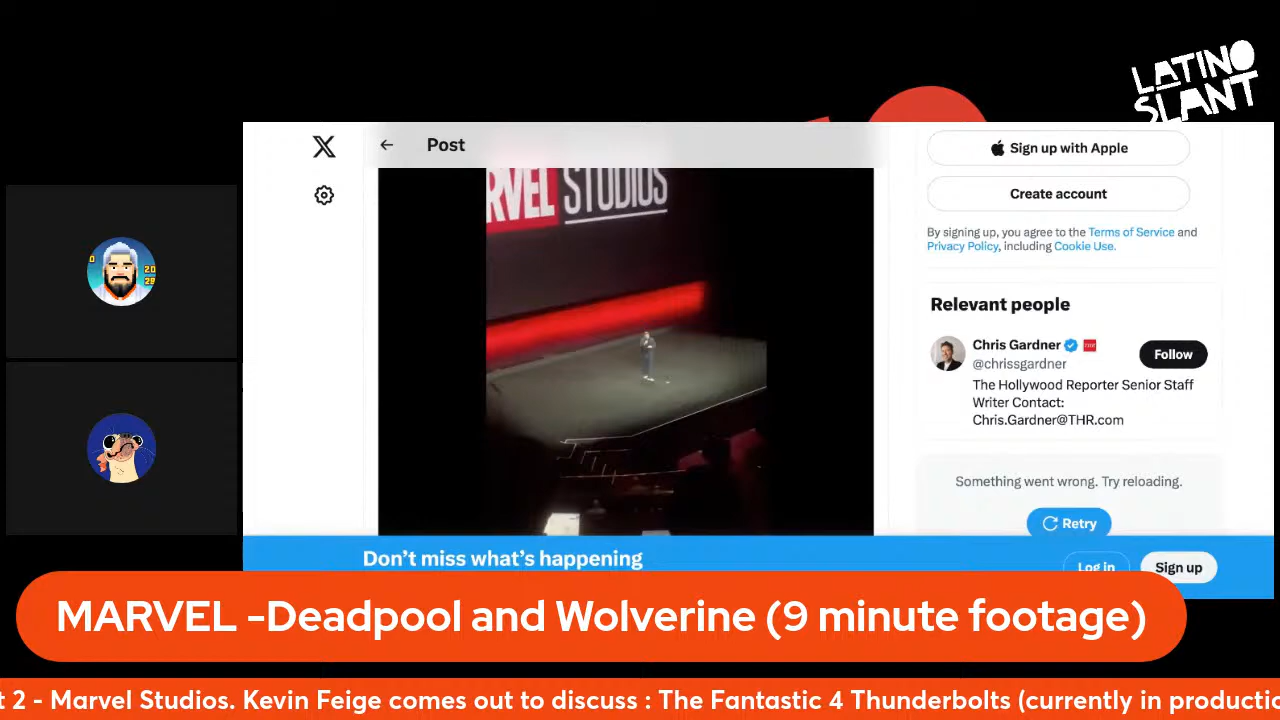 LATINO
SLANT
Post
Sign up with Apple
Create account
By signing up, you agree to the Terms of Service and
Privacy Policy, including Cookie Use.
RVEL STUDIOS
Relevant people
Chris Gardner
@chrissgardner
Follow
The Hollywood Reporter Senior Staff
Writer Contact:
Chris.Gardner@THR.com
Something went wrong. Try reloading.
Retry
Don’t miss what’s happening
Log in
Sign up
MARVEL -Deadpool and Wolverine (9 minute footage)
t 2 - Marvel Studios. Kevin Feige comes out to discuss : The Fantastic 4 Thunderbolts (currently in productio